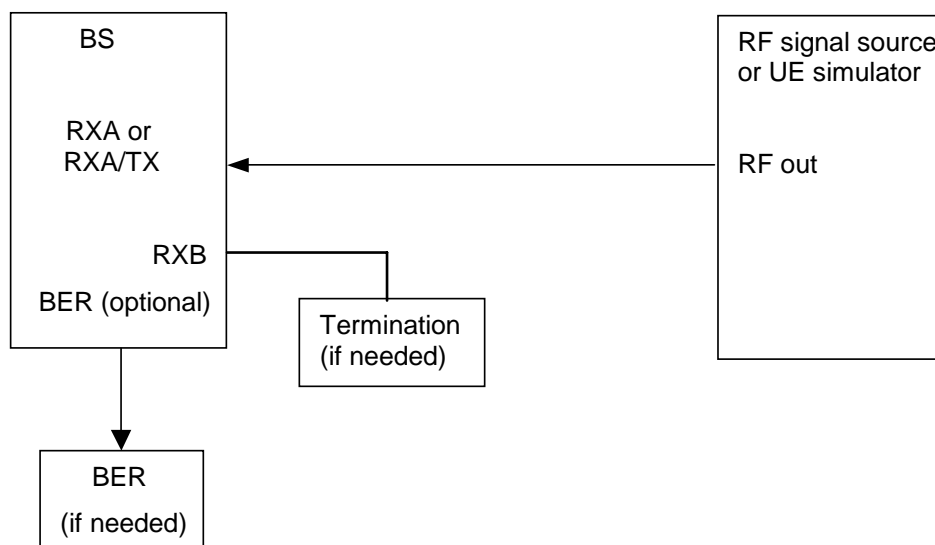 BS
RF signal source
or UE simulator
RXA or
RXA/TX
RF out
RXB
BER (optional)
Termination
(if needed)
BER
(if needed)